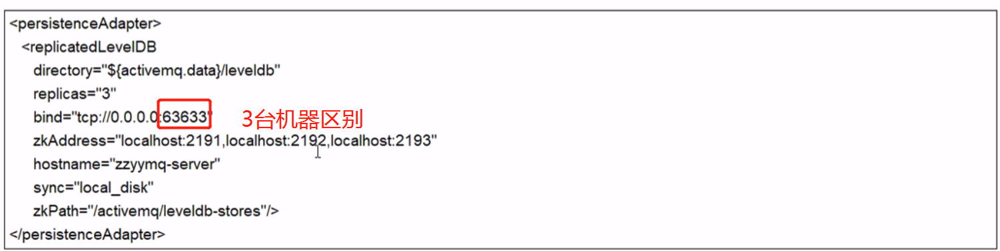 <persistenceAdapter>
<replicatedLevelDB
directory="${activemq.data}/leveldb"
replicas="3"
bind="tcp://0.0.0.0:63633"
3台机器区别
zkAddress="localhost:2191,localhost:2192,localhost:2193"
hostname="zzyymq-server"
sync="local_disk"
zkPath="/activemq/leveldb-stores"/>
</persistenceAdapter>